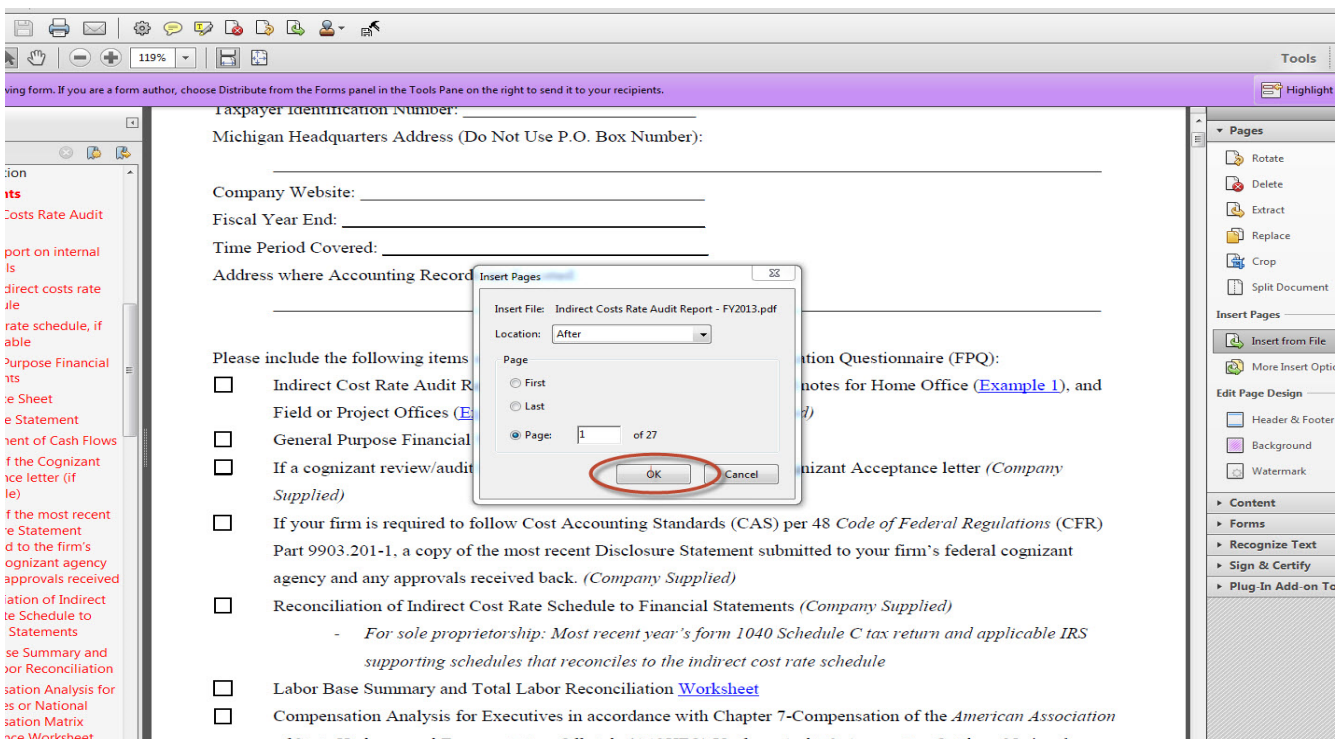 119%
Tools
ving form. If you are a form author, choose Distribute from the Forms panel in the Tools Pane on the right to send it to your recipients.
Highlight
tion
nts
Costs Rate Audit
port on internal
ls
direct costs rate
ule
rate schedule, if
able
Purpose Financial
nts
ce Sheet
e Statement
ment of Cash Flows
f the Cognizant
nce letter (if
le)
f the most recent
re Statement
d to the firm's
ognizant agency
approvals received
iation of Indirect
te Schedule to
Statements
se Summary and
bor Reconciliation
sation Analysis for
es or National
sation Matrix
nce Worksheet
Taxpayer Identification Number:
Michigan Headquarters Address (Do Not Use P.O. Box Number):
Company Website:
Fiscal Year End:
Time Period Covered:
Address where Accounting Record
Please include the following items
ation Questionnaire (FPQ):
Indirect Cost Rate Audit R
notes for Home Office (Example 1), and
Field or Project Offices (E
d)
General Purpose Financial
If a cognizant review/audit
nizant Acceptance letter (Company
Supplied)
If your firm is required to follow Cost Accounting Standards (CAS) per 48 Code of Federal Regulations (CFR)
Part 9903.201-1, a copy of the most recent Disclosure Statement submitted to your firm's federal cognizant
agency and any approvals received back. (Company Supplied)
Reconciliation of Indirect Cost Rate Schedule to Financial Statements (Company Supplied)
- For sole proprietorship: Most recent year's form 1040 Schedule C tax return and applicable IRS
supporting schedules that reconciles to the indirect cost rate schedule
Labor Base Summary and Total Labor Reconciliation Worksheet
Compensation Analysis for Executives in accordance with Chapter 7-Compensation of the American Association
Insert Pages
Insert File: Indirect Costs Rate Audit Report - FY2013.pdf
Location: After
Page
First
Last
Page: 1 of 27
OK
Cancel
Pages
Rotate
Delete
Extract
Replace
Crop
Split Document
Insert Pages
Insert from File
More Insert Optio
Edit Page Design
Header & Footer
Background
Watermark
Content
Forms
Recognize Text
Sign & Certify
Plug-In Add-on To